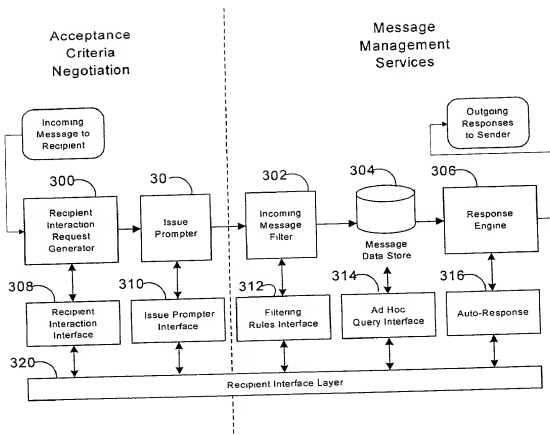 Acceptance
Criteria
Negotiation
Message
Management
Services
Incoming
Message to
Recipient
Outgoing
Responses
to Sender
300
30
302
304
306
Recipient
Interaction
Request
Generator
Issue
Prompter
Incoming
Message
Filter
Message
Data Store
Response
Engine
308
310
312
314
316
Recipient
Interaction
Interface
Issue Prompter
Interface
Filtering
Rules Interface
Ad Hoc
Query Interface
Auto-Response
320
Recipient Interface Layer